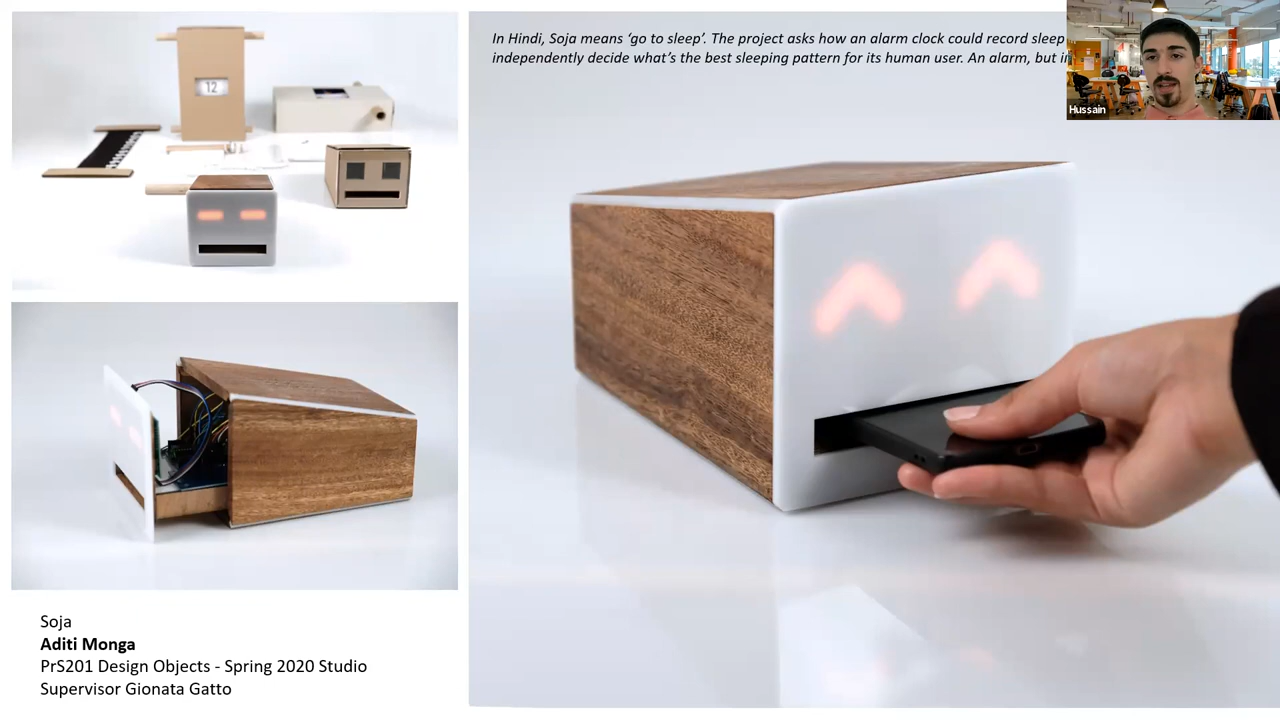 In Hindi, Soja means ‘go to sleep’. The project asks how an alarm clock could record sleep
independently decide what’s the best sleeping pattern for its human user. An alarm, but
Hussain
12
Soja
Aditi Monga
PrS201 Design Objects - Spring 2020 Studio
Supervisor Gionata Gatto